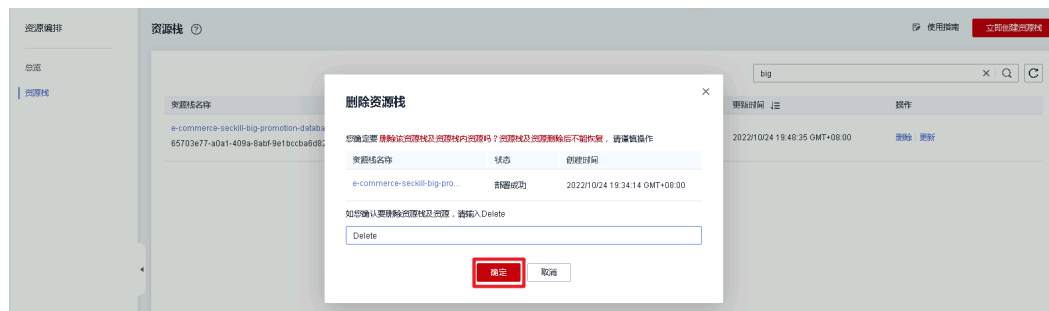 资源编排
资源栈
使用指南
立即创建资源栈
总览
资源栈
big
资源栈名称
更新时间
操作
e-commerce-seckill-big-promotion-databa
65703e77-a0a1-409a-8abf-9e1bccba6d82
2022/10/24 19:48:35 GMT+08:00
删除 更新
删除资源栈
您确定要删除该资源栈及资源栈内资源吗？资源栈及资源删除后不能恢复，请谨慎操作
资源栈名称
状态
创建时间
e-commerce-seckill-big-pro...
部署成功
2022/10/24 19:34:14 GMT+08:00
如您确认要删除资源栈及资源，请输入Delete
Delete
确定
取消